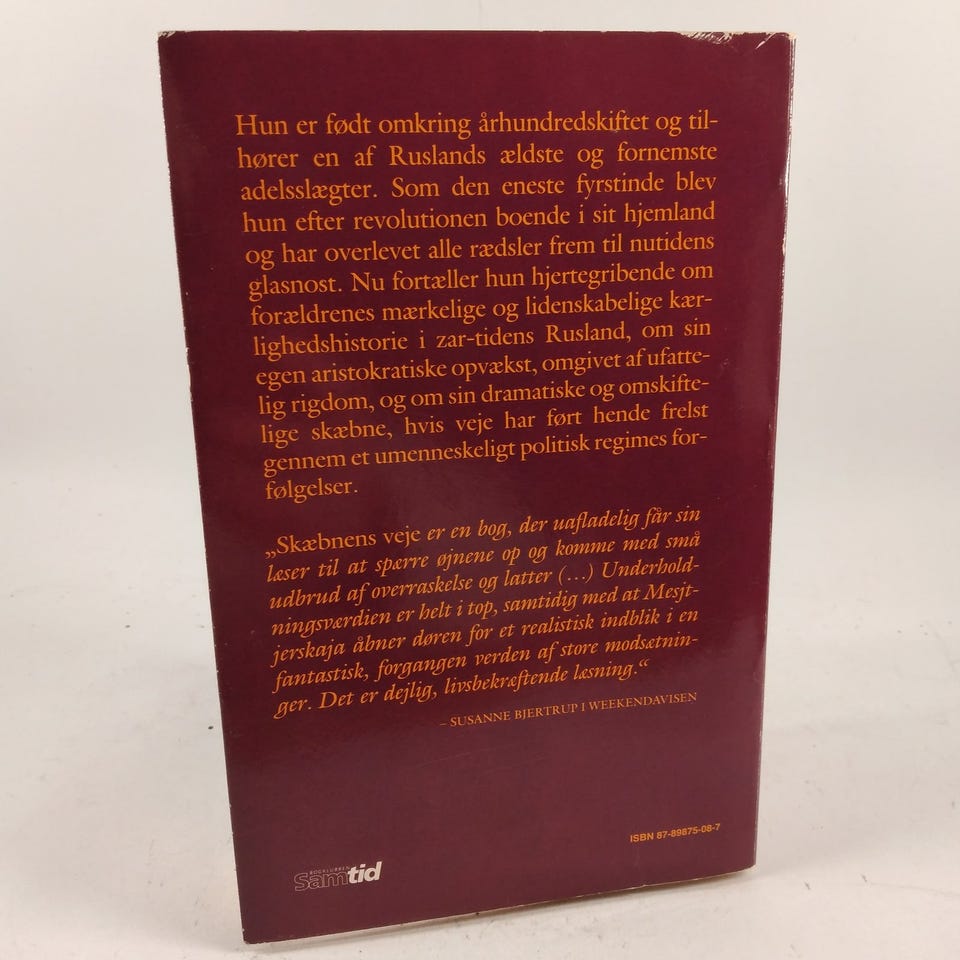 Hun er født omkring århundredskiftet og til-
hører en af Ruslands ældste og fornemste
adelsslægter. Som den eneste fyrstinde blev
hun efter revolutionen boende i sit hjemland
og har overlevet alle rædsler frem til nutidens
glasnost. Nu fortæller hun hjertegribende om
forældrenes mærkelige og lidenskabelige kær-
lighedshistorie i zar-tidens Rusland, om sin
egen aristokratiske opvækst, omgivet af ufatte-
lig rigdom, og om sin dramatiske og omskifte-
lige skæbne, hvis veje har ført hende frelst
gennem et umenneskeligt politisk regimes for-
følgelser.
„Skæbnens veje er en bog, der uafladelig får sin
læser til at spærre øjnene op og komme med små
udbrud af overraskelse og latter (...) Underhold-
ningsværdien er helt i top, samtidig med at Mesjt-
jerskaja åbner døren for et realistisk indblik i en
fantastisk, forgangen verden af store modsætnin-
ger. Det er dejlig, livsbekræftende læsning.“
– SUSANNE BJERTRUP I WEEKENDAVISEN
ISBN 87-89875-08-7
BOGKLUBBEN
samtid